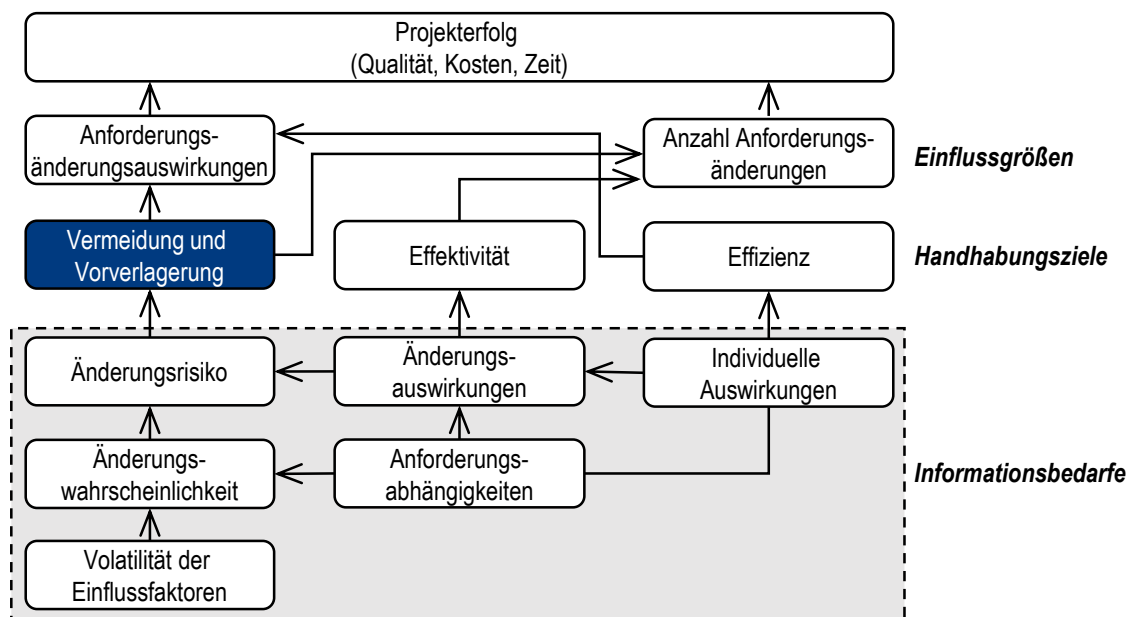 Projekterfolg
(Qualität, Kosten, Zeit)
Anforderungs-
änderungsauswirkungen
Anzahl Anforderungs-
änderungen
Einflussgrößen
Vermeidung und
Vorverlagerung
Effektivität
Effizienz
Handhabungsziele
Änderungsrisiko
Änderungs-
auswirkungen
Individuelle
Auswirkungen
Änderungs-
wahrscheinlichkeit
Anforderungs-
abhängigkeiten
Informationsbedarfe
Volatilität der
Einflussfaktoren